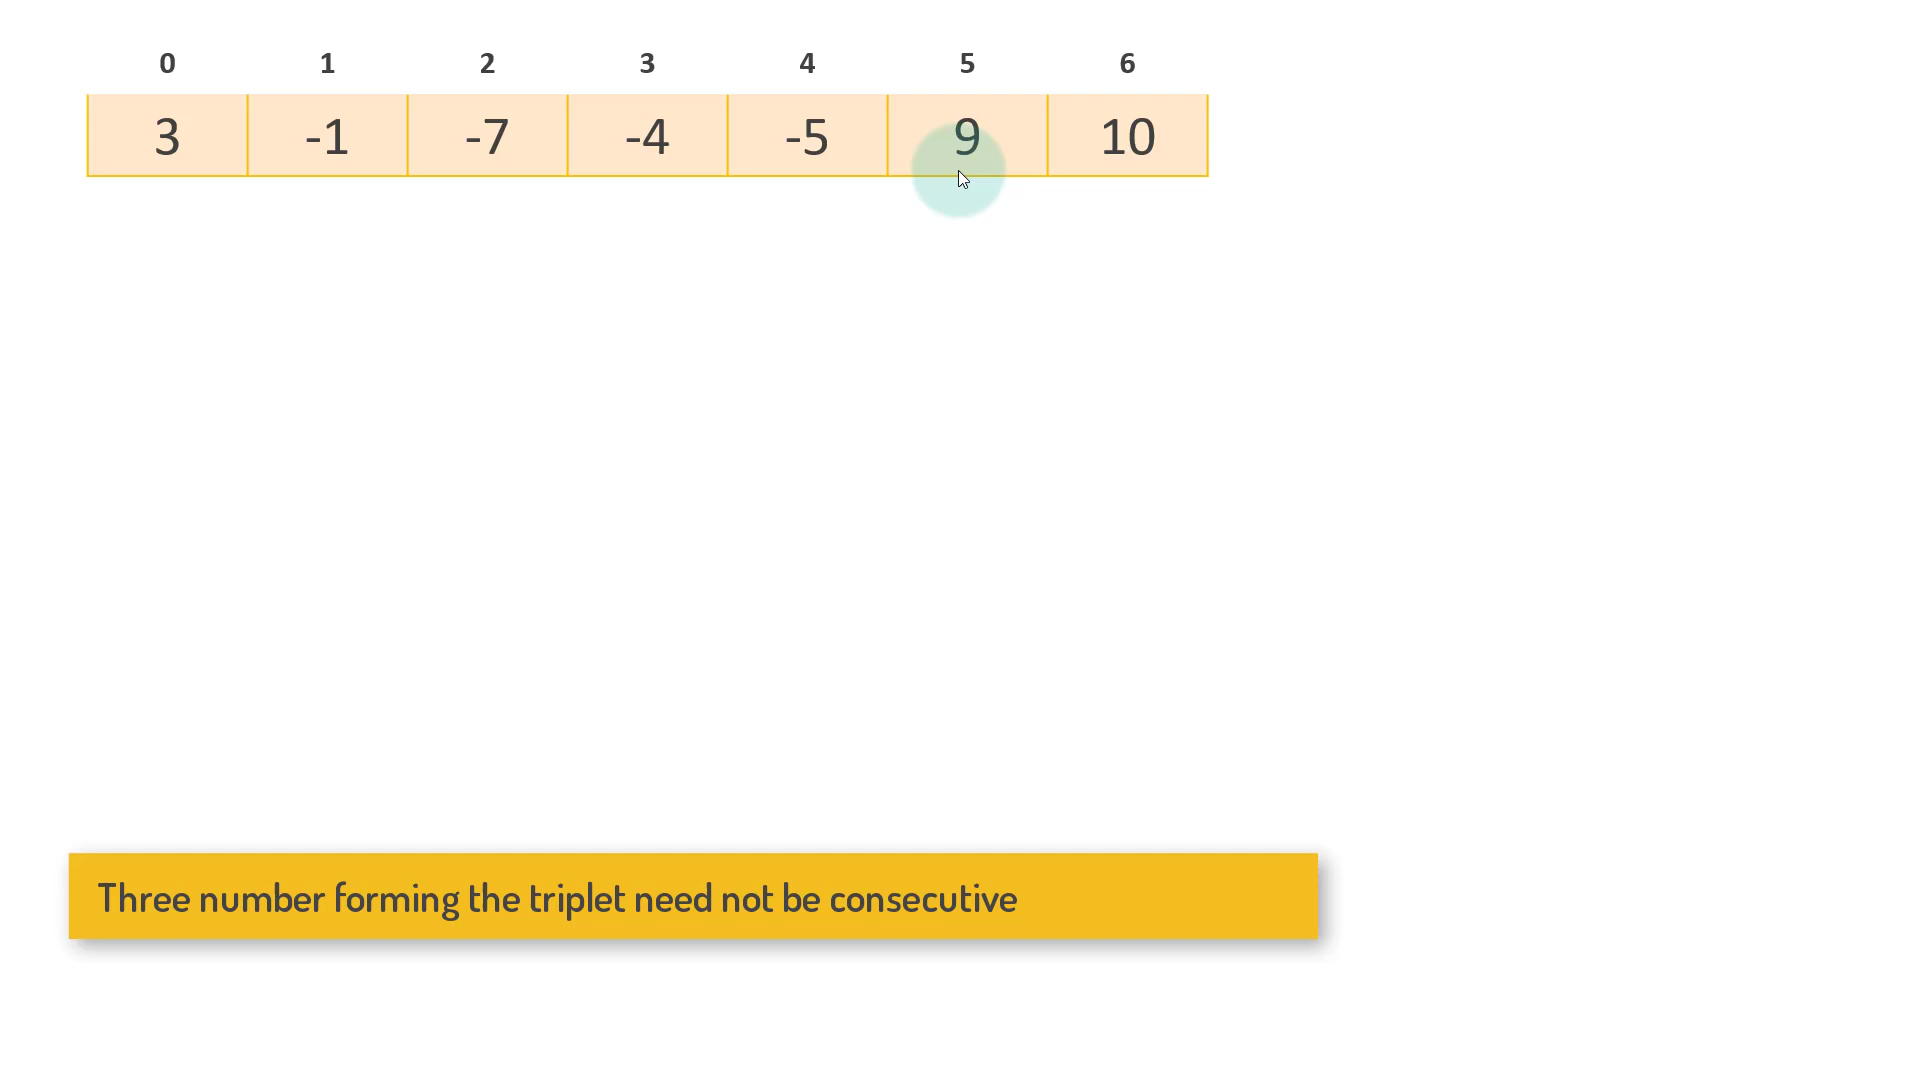 0 1 2 3 4 5 6
3 -1 -7 -4 -5 9 10
Three number forming the triplet need not be consecutive